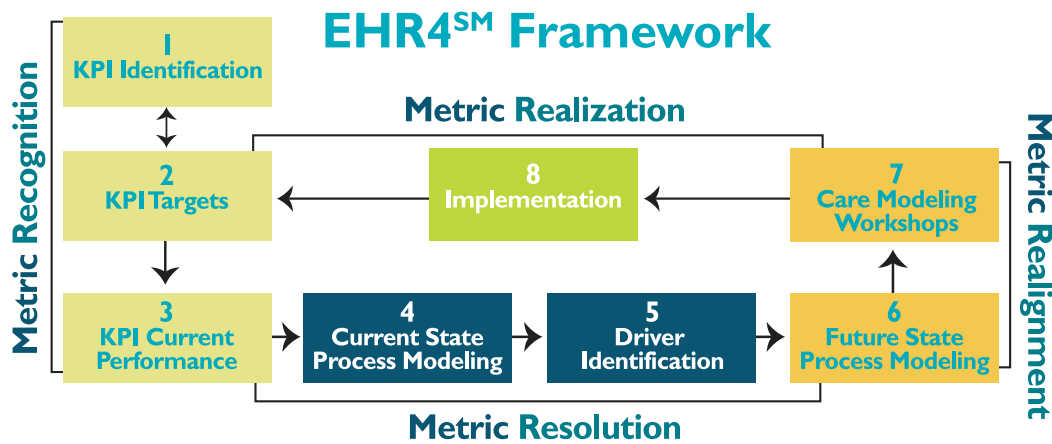 EHR4SM Framework
Metric Recognition
1
KPI Identification
Metric Realization
2
KPI Targets
8
Implementation
7
Care Modeling
Workshops
Metric Realignment
3
KPI Current
Performance
4
Current State
Process Modeling
5
Driver
Identification
6
Future State
Process Modeling
Metric Resolution